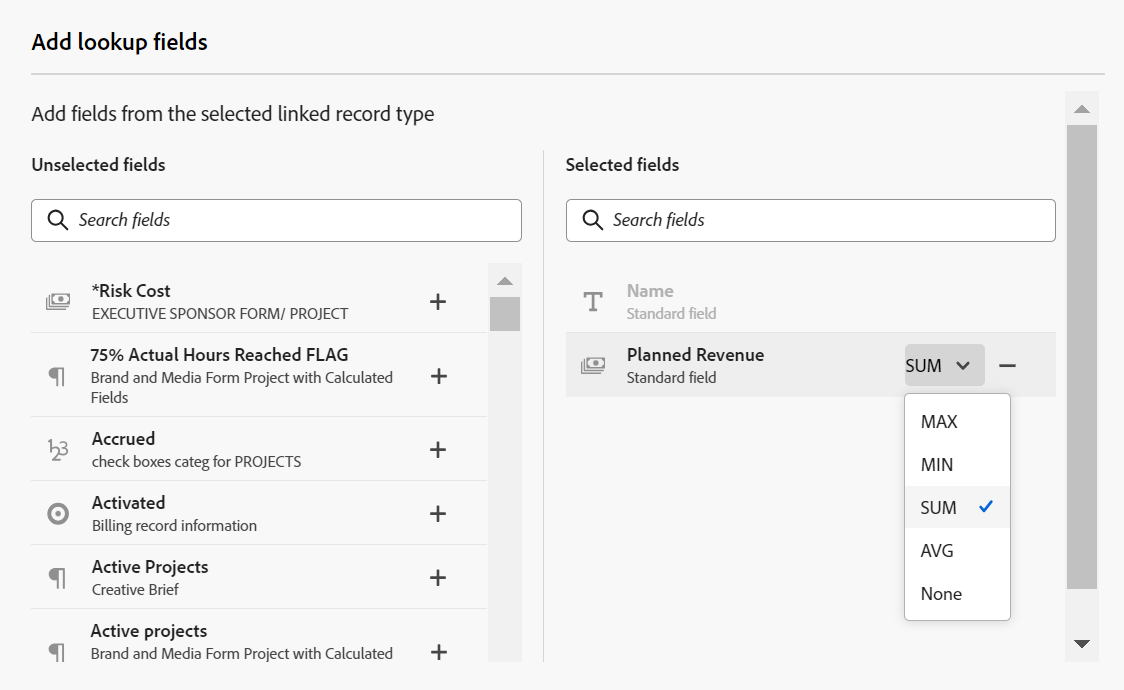 Add lookup fields
Add fields from the selected linked record type
Unselected fields
Search fields
*Risk Cost
EXECUTIVE SPONSOR FORM/ PROJECT
75% Actual Hours Reached FLAG
Brand and Media Form Project with Calculated
Fields
Accrued
check boxes categ for PROJECTS
Activated
Billing record information
Active Projects
Creative Brief
Active projects
Brand and Media Form Project with Calculated
Selected fields
Search fields
Name
Standard field
Planned Revenue
Standard field
SUM
MAX
MIN
SUM
AVG
None